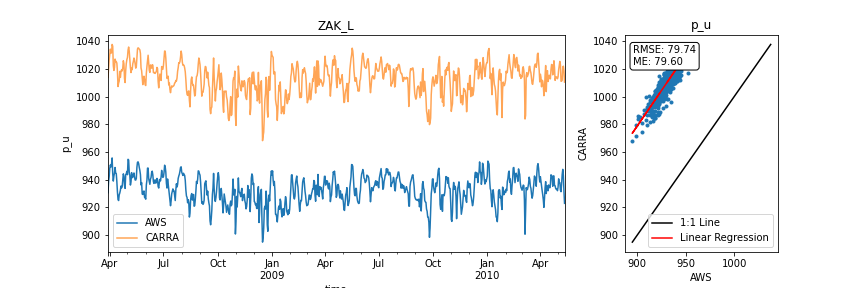 ZAK_L
p_u
1040
1020
1000
980
960
940
920
900
p_u
AWS
CARRA
Apr
Jul
Oct
Jan
2009
Apr
Jul
Oct
Jan
2010
Apr
time
p_u
1040
1020
1000
980
960
940
920
900
CARRA
RMSE: 79.74
ME: 79.60
1:1 Line
Linear Regression
900
950
1000
AWS